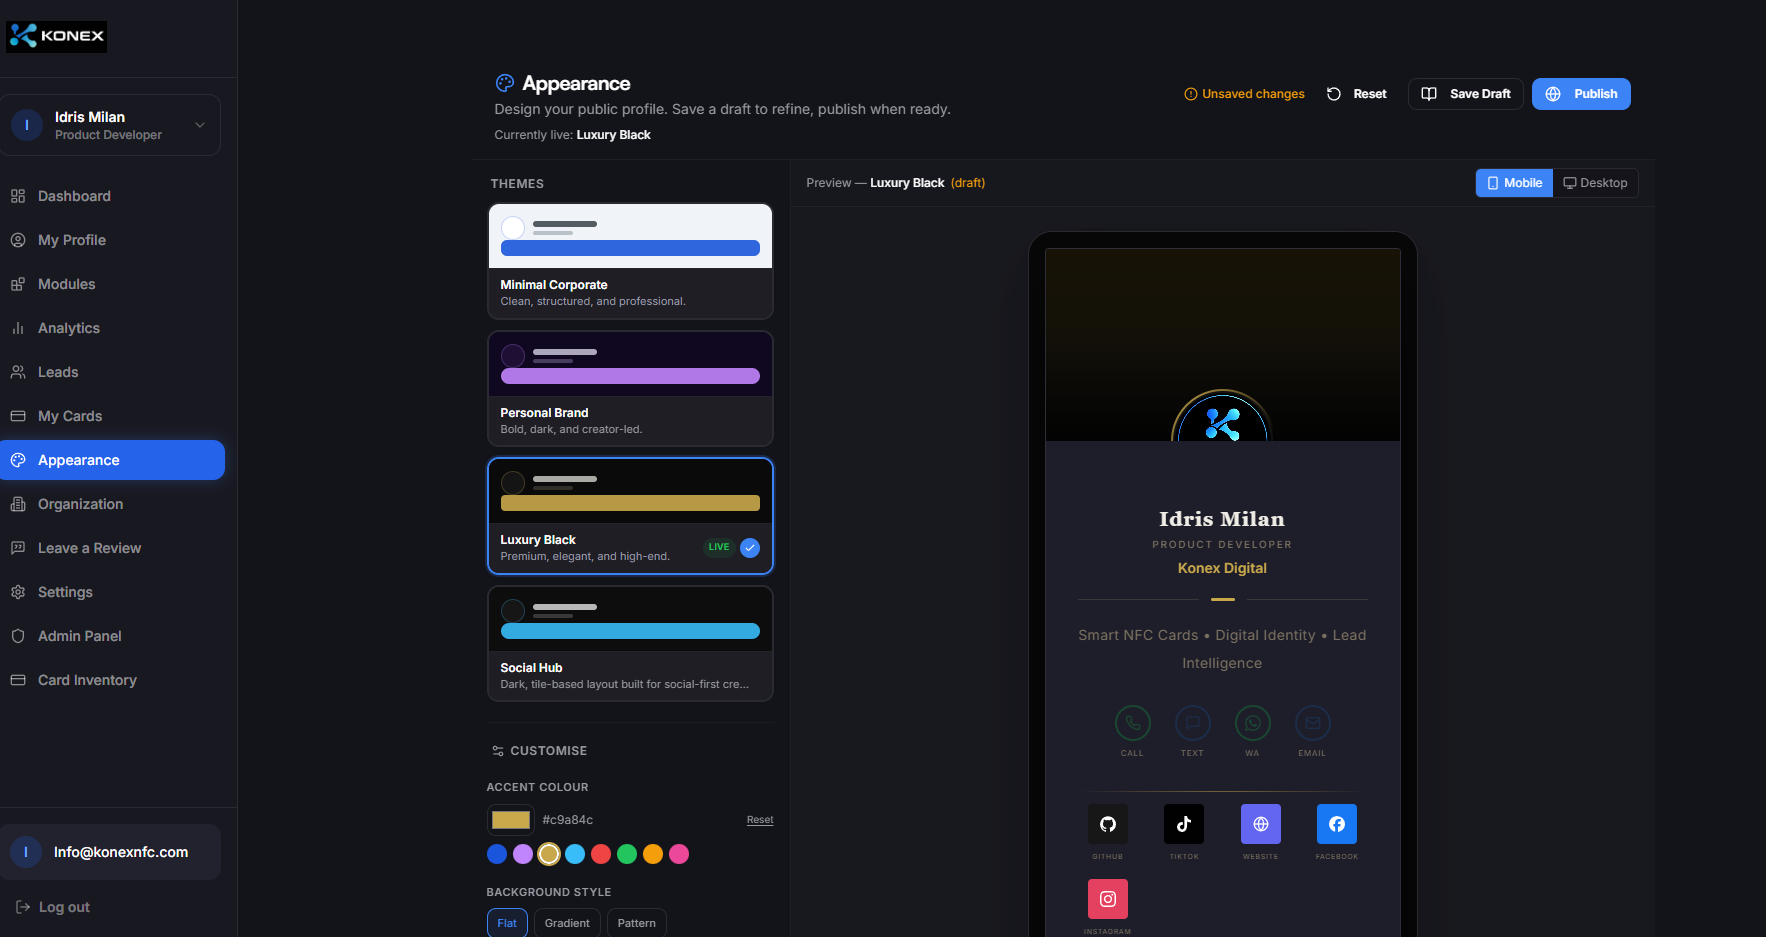 KONEX
I
Idris Milan
Product Developer
Dashboard
My Profile
Modules
Analytics
Leads
My Cards
Appearance
Organization
Leave a Review
Settings
Admin Panel
Card Inventory
I
Info@konexnfc.com
Log out
Appearance
Design your public profile. Save a draft to refine, publish when ready.
Currently live: Luxury Black
Unsaved changes
Reset
Save Draft
Publish
THEMES
Minimal Corporate
Clean, structured, and professional.
Personal Brand
Bold, dark, and creator-led.
Luxury Black
Premium, elegant, and high-end.
LIVE
Social Hub
Dark, tile-based layout built for social-first cre...
CUSTOMISE
ACCENT COLOUR
#c9a84c
Reset
BACKGROUND STYLE
Flat
Gradient
Pattern
Preview — Luxury Black (draft)
Mobile
Desktop
Idris Milan
PRODUCT DEVELOPER
Konex Digital
Smart NFC Cards • Digital Identity • Lead
Intelligence
CALL
TEXT
WA
EMAIL
GITHUB
TIKTOK
WEBSITE
FACEBOOK
INSTAGRAM